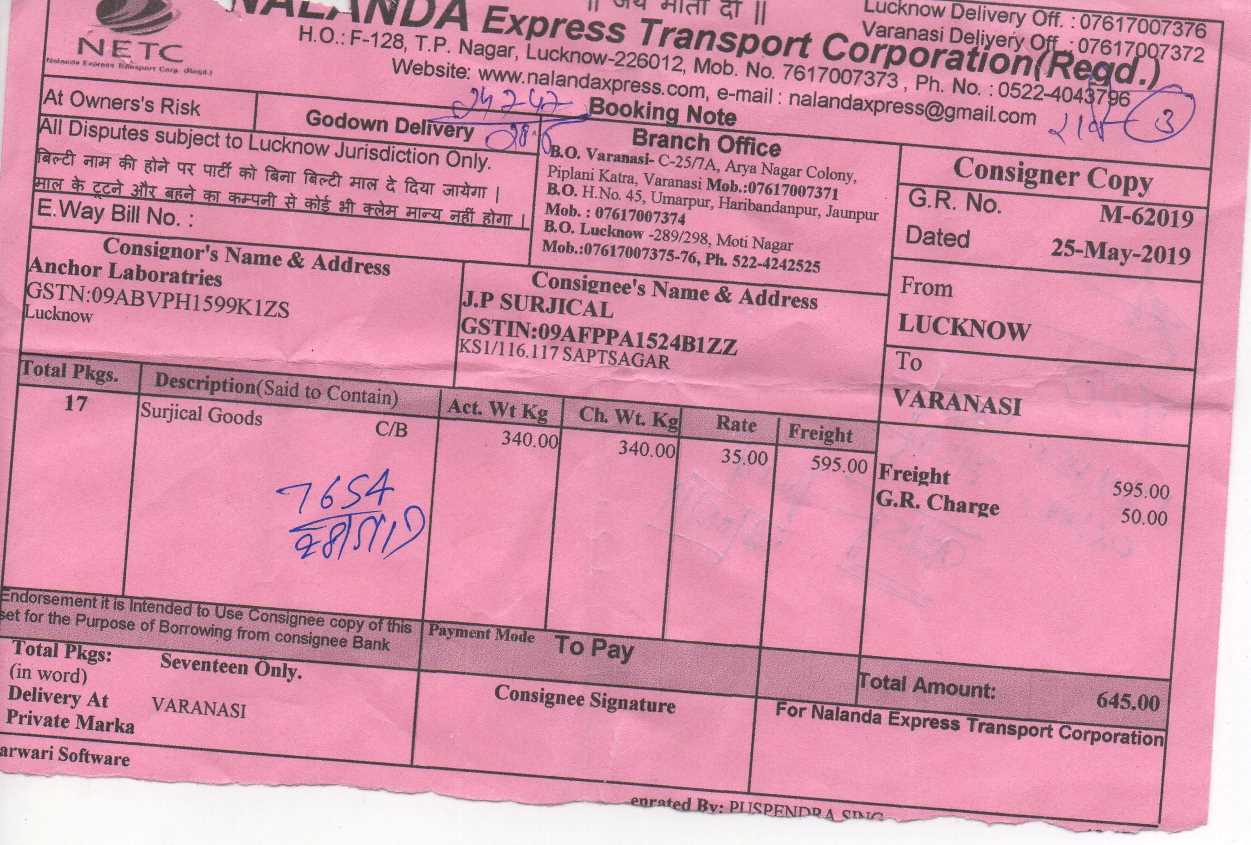 || जय माता दी ||
NALANDA Express Transport Corporation(Regd.)
Lucknow Delivery Off. : 07617007376
Varanasi Delivery Off. : 07617007372
NETC
Nalanda Express Transport Corp. (Regd.)
H.O.: F-128, T.P. Nagar, Lucknow-226012, Mob. No. 7617007373 , Ph. No. : 0522-4043796
Website: www.nalandaxpress.com, e-mail : nalandaxpress@gmail.com
At Owners's Risk
Godown Delivery
Booking Note
3
All Disputes subject to Lucknow Jurisdiction Only.
बिल्टी नाम की होने पर पार्टी को बिना बिल्टी माल दे दिया जायेगा |
माल के टूटने और बहने का कम्पनी से कोई भी क्लेम मान्य नहीं होगा |
E.Way Bill No. :
Branch Office
B.O. Varanasi- C-25/7A, Arya Nagar Colony,
Piplani Katra, Varanasi Mob.:07617007371
B.O. H.No. 45, Umarpur, Haribandanpur, Jaunpur
Mob. : 07617007374
B.O. Lucknow -289/298, Moti Nagar
Mob.:07617007375-76, Ph. 522-4242525
Consigner Copy
G.R. No. M-62019
Dated 25-May-2019
From
LUCKNOW
To
VARANASI
Consignor's Name & Address
Anchor Laboratries
GSTN:09ABVPH1599K1ZS
Lucknow
Consignee's Name & Address
J.P SURJICAL
GSTIN:09AFPPA1524B1ZZ
KS1/116.117 SAPTSAGAR
Total Pkgs. Description(Said to Contain) Act. Wt Kg Ch. Wt. Kg Rate Freight
17 Surjical Goods C/B 340.00 340.00 35.00 595.00
Freight 595.00
G.R. Charge 50.00
7654
28/5/19
Endorsement it is Intended to Use Consignee copy of this
set for the Purpose of Borrowing from consignee Bank
Payment Mode To Pay
Total Amount: 645.00
Total Pkgs: Seventeen Only.
(in word)
Delivery At VARANASI
Private Marka
Consignee Signature
For Nalanda Express Transport Corporation
arwari Software
enrated By: PUSPENDRA SING